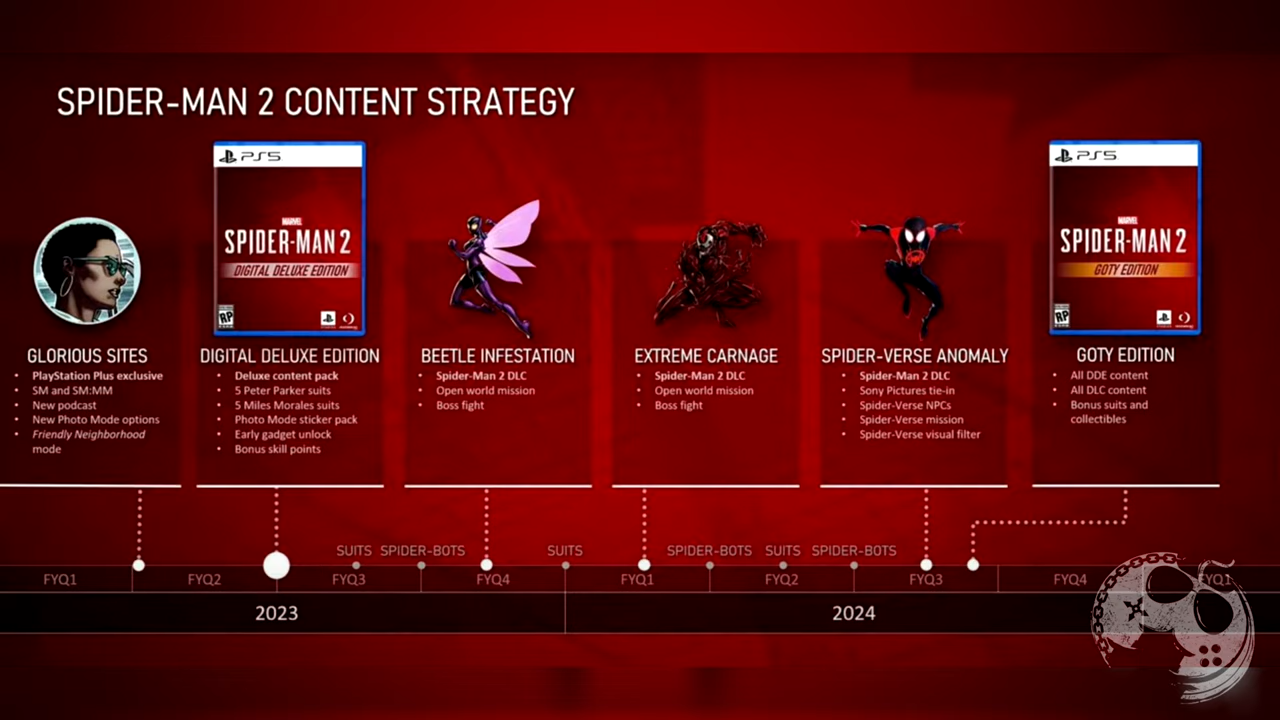 SPIDER-MAN 2 CONTENT STRATEGY
PS5
MARVEL
SPIDER-MAN 2
DIGITAL DELUXE EDITION
RP
PS5
MARVEL
SPIDER-MAN 2
GOTY EDITION
RP
GLORIOUS SITES
• PlayStation Plus exclusive
• SM and SM:MM
• New podcast
• New Photo Mode options
• Friendly Neighborhood
mode
DIGITAL DELUXE EDITION
• Deluxe content pack
• 5 Peter Parker suits
• 5 Miles Morales suits
• Photo Mode sticker pack
• Early gadget unlock
• Bonus skill points
BEETLE INFESTATION
• Spider-Man 2 DLC
• Open world mission
• Boss fight
EXTREME CARNAGE
• Spider-Man 2 DLC
• Open world mission
• Boss fight
SPIDER-VERSE ANOMALY
• Spider-Man 2 DLC
• Sony Pictures tie-in
• Spider-Verse NPCs
• Spider-Verse mission
• Spider-Verse visual filter
GOTY EDITION
• All DDE content
• All DLC content
• Bonus suits and
collectibles
SUITS SPIDER-BOTS SUITS SPIDER-BOTS SUITS SPIDER-BOTS
FYQ1 FYQ2 FYQ3 FYQ4 FYQ1 FYQ2 FYQ3 FYQ4 FYQ1
2023 2024